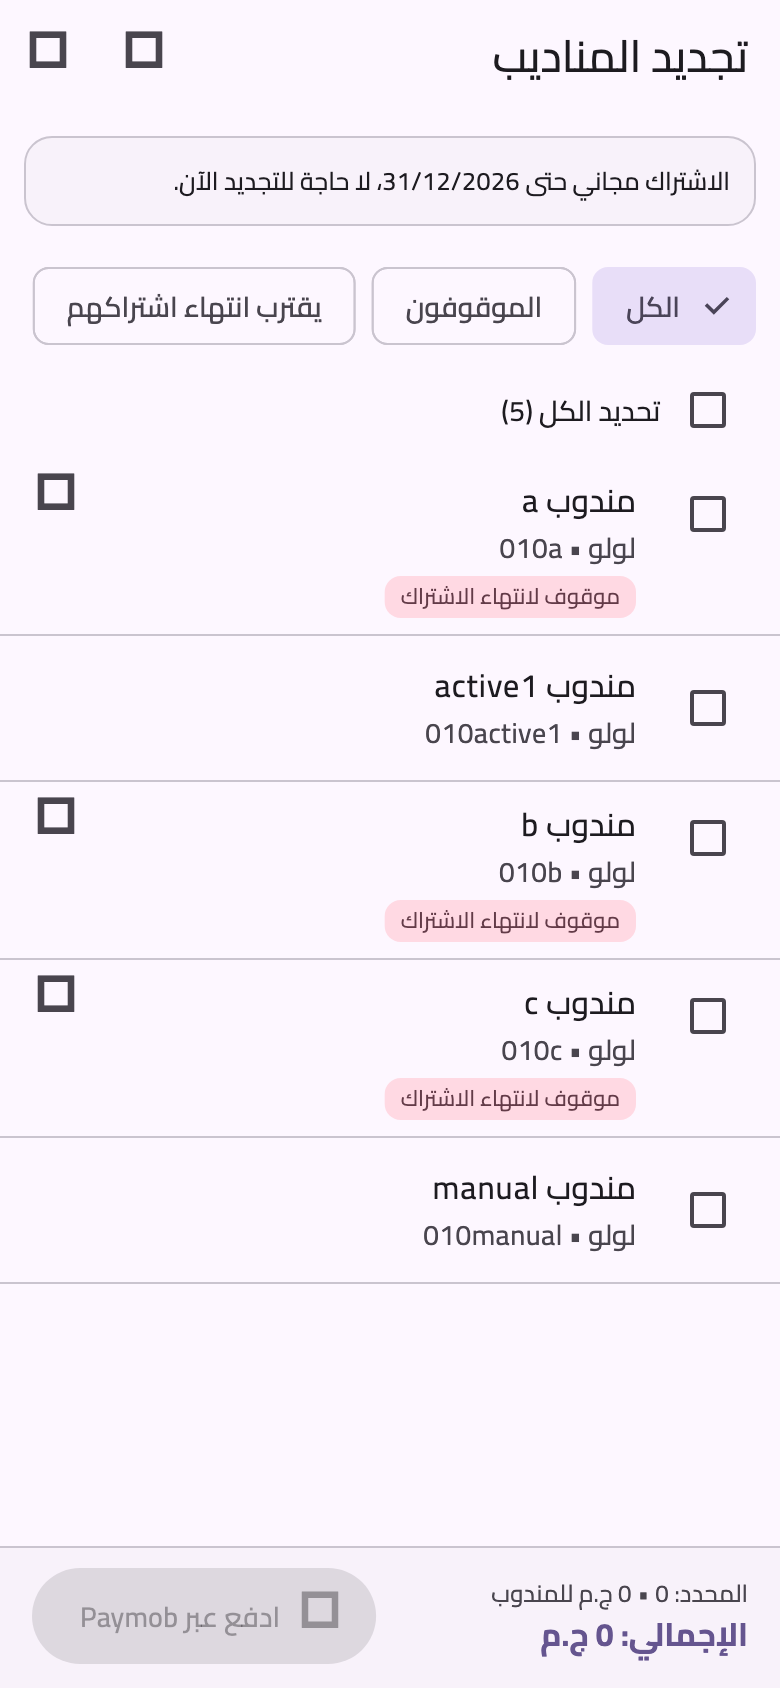 تجديد المناديب
الاشتراك مجاني حتى 31/12/2026، لا حاجة للتجديد الآن.
الكل
الموقوفون
يقترب انتهاء اشتراكهم
تحديد الكل (5)
مندوب a
لولو • 010a
موقوف لانتهاء الاشتراك
مندوب active1
لولو • 010active1
مندوب b
لولو • 010b
موقوف لانتهاء الاشتراك
مندوب c
لولو • 010c
موقوف لانتهاء الاشتراك
مندوب manual
لولو • 010manual
المحدد: 0 • 0 ج.م للمندوب
الإجمالي: 0 ج.م
ادفع عبر Paymob